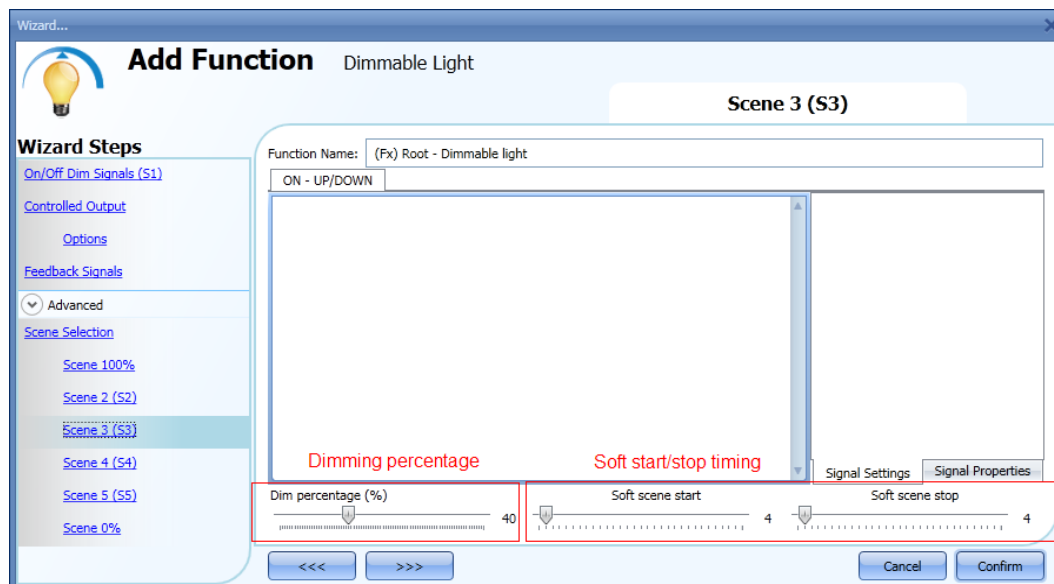 Wizard...
Add Function Dimmable Light
Scene 3 (S3)
Wizard Steps
On/Off Dim Signals (S1)
Controlled Output
Options
Feedback Signals
Advanced
Scene Selection
Scene 100%
Scene 2 (S2)
Scene 3 (S3)
Scene 4 (S4)
Scene 5 (S5)
Scene 0%
Function Name: (Fx) Root - Dimmable light
ON - UP/DOWN
Dimming percentage Soft start/stop timing
Signal Settings Signal Properties
Dim percentage (%) Soft scene start Soft scene stop
40 4 4
<<< >>> Cancel Confirm